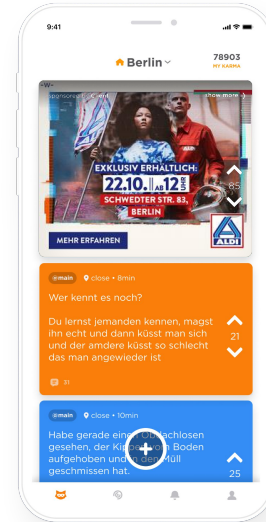 9:41
Berlin
78903
MY KARMA
sponsored
show more
EXKLUSIV ERHÄLTLICH:
22.10. AB 12 UHR
SCHWEDTER STR. 83,
BERLIN
85
MEHR ERFAHREN
ALDI
@main close • 8min
Wer kennt es noch?
Du lernst jemanden kennen, magst
ihn echt und dann küsst man sich
und der amdere küsst so schlecht
das man angewieder ist
21
31
@main close • 10min
Habe gerade einen Obdachlosen
gesehen, der Kippen vom Boden
aufgehoben und in den Müll
geschmissen hat.
25